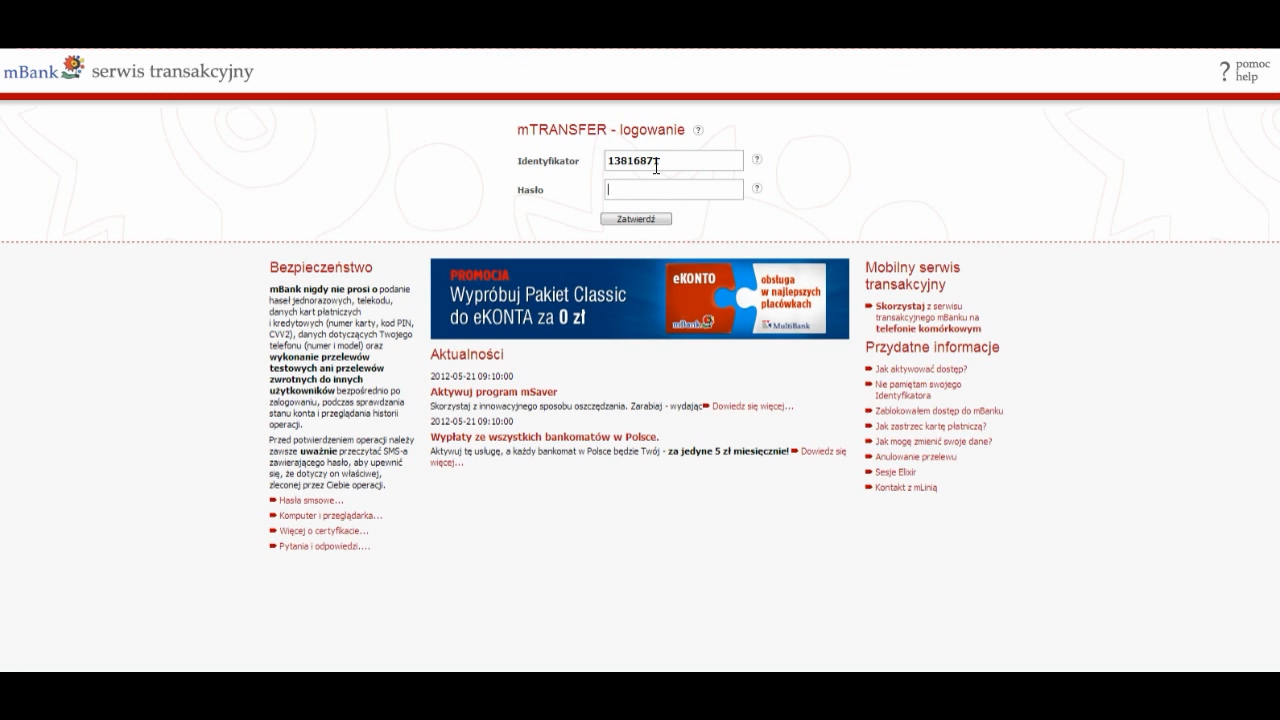 mBank serwis transakcyjny
? pomoc
help
mTRANSFER - logowanie ?
Identyfikator 13816871 ?
Hasło ?
Zatwierdź
Bezpieczeństwo
mBank nigdy nie prosi o podanie
haseł jednorazowych, telekodu,
danych kart płatniczych
i kredytowych (numer karty, kod PIN,
CVV2), danych dotyczących Twojego
telefonu (numer i model) oraz
wykonanie przelewów
testowych ani przelewów
zwrotnych do innych
użytkowników bezpośrednio po
zalogowaniu, podczas sprawdzania
stanu konta i przeglądania historii
operacji.
Przed potwierdzeniem operacji należy
zawsze uważnie przeczytać SMS-a
zawierającego hasło, aby upewnić
się, że dotyczy on właściwej,
zleconej przez Ciebie operacji.
Hasła smsowe...
Komputer i przeglądarka...
Więcej o certyfikacie...
Pytania i odpowiedzi....
PROMOCJA
Wypróbuj Pakiet Classic
do eKONTA za 0 zł
eKONTO
mBank
obsługa
w najlepszych
placówkach
MultiBank
Aktualności
2012-05-21 09:10:00
Aktywuj program mSaver
Skorzystaj z innowacyjnego sposobu oszczędzania. Zarabiaj - wydając Dowiedz się więcej...
2012-05-21 09:10:00
Wypłaty ze wszystkich bankomatów w Polsce.
Aktywuj tę usługę, a każdy bankomat w Polsce będzie Twój - za jedyne 5 zł miesięcznie! Dowiedz się
więcej...
Mobilny serwis
transakcyjny
Skorzystaj z serwisu
transakcyjnego mBanku na
telefonie komórkowym
Przydatne informacje
Jak aktywować dostęp?
Nie pamiętam swojego
Identyfikatora
Zablokowałem dostęp do mBanku
Jak zastrzec kartę płatniczą?
Jak mogę zmienić swoje dane?
Anulowanie przelewu
Sesje Elixir
Kontakt z mLinią